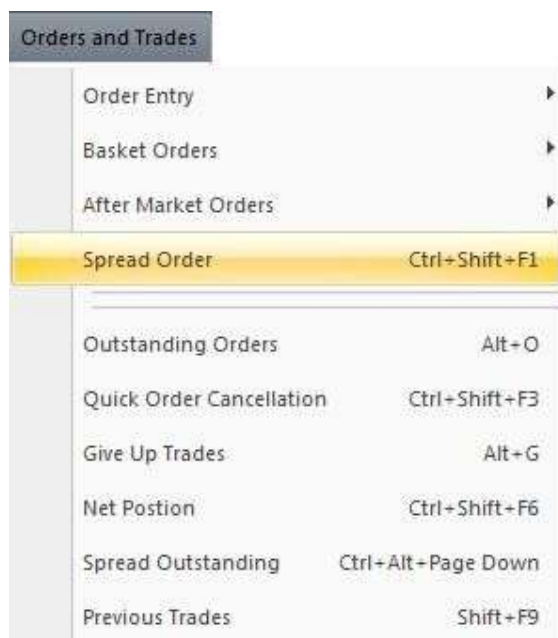 Orders and Trades
Order Entry
Basket Orders
After Market Orders
Spread Order Ctrl+Shift+F1
Outstanding Orders Alt+O
Quick Order Cancellation Ctrl+Shift+F3
Give Up Trades Alt+G
Net Postion Ctrl+Shift+F6
Spread Outstanding Ctrl+Alt+Page Down
Previous Trades Shift+F9